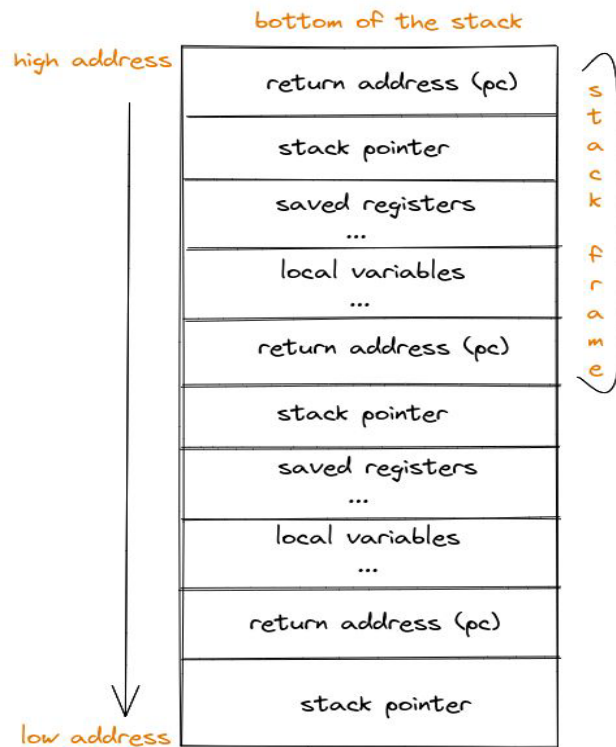 bottom of the stack
high address
return address (pc)
stack pointer
saved registers
...
local variables
...
return address (pc)
stack pointer
saved registers
...
local variables
...
return address (pc)
stack pointer
low address
stack frame